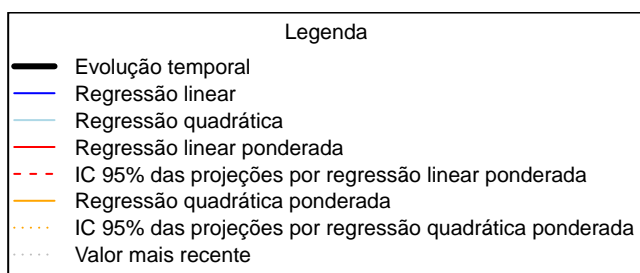 Legenda
Evolução temporal
Regressão linear
Regressão quadrática
Regressão linear ponderada
IC 95% das projeções por regressão linear ponderada
Regressão quadrática ponderada
IC 95% das projeções por regressão quadrática ponderada
Valor mais recente